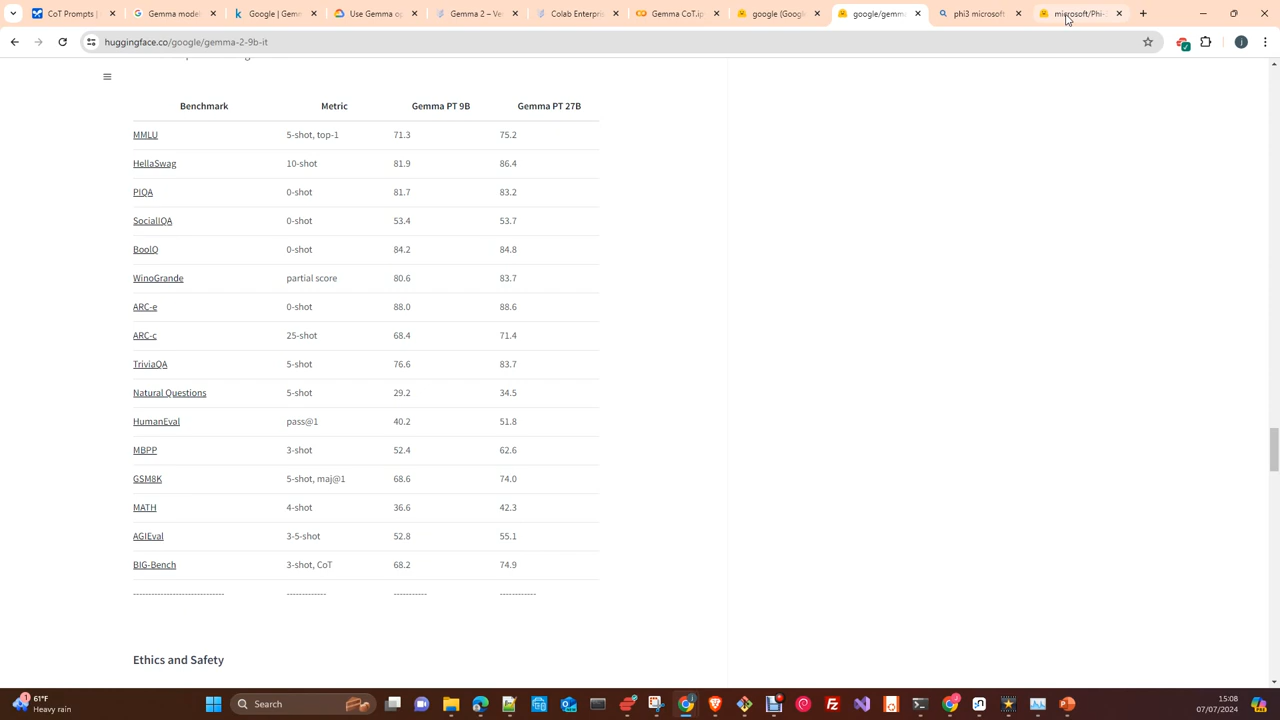 CoT Prompts
Gemma mode
Google | Gem
Use Gemma o
Gemma 2 – Ve
Colab Enterpri
Gemma CoT.ip
google (Googl
google/gemm
phi3 microsoft
microsoft/Phi-
huggingface.co/google/gemma-2-9b-it
Benchmark Metric Gemma PT 9B Gemma PT 27B
MMLU 5-shot, top-1 71.3 75.2
HellaSwag 10-shot 81.9 86.4
PIQA 0-shot 81.7 83.2
SocialIQA 0-shot 53.4 53.7
BoolQ 0-shot 84.2 84.8
WinoGrande partial score 80.6 83.7
ARC-e 0-shot 88.0 88.6
ARC-c 25-shot 68.4 71.4
TriviaQA 5-shot 76.6 83.7
Natural Questions 5-shot 29.2 34.5
HumanEval pass@1 40.2 51.8
MBPP 3-shot 52.4 62.6
GSM8K 5-shot, maj@1 68.6 74.0
MATH 4-shot 36.6 42.3
AGIEval 3-5-shot 52.8 55.1
BIG-Bench 3-shot, CoT 68.2 74.9
------------------------------ ------------- ----------- ------------
Ethics and Safety
61°F
Heavy rain
Search
15:08
07/07/2024